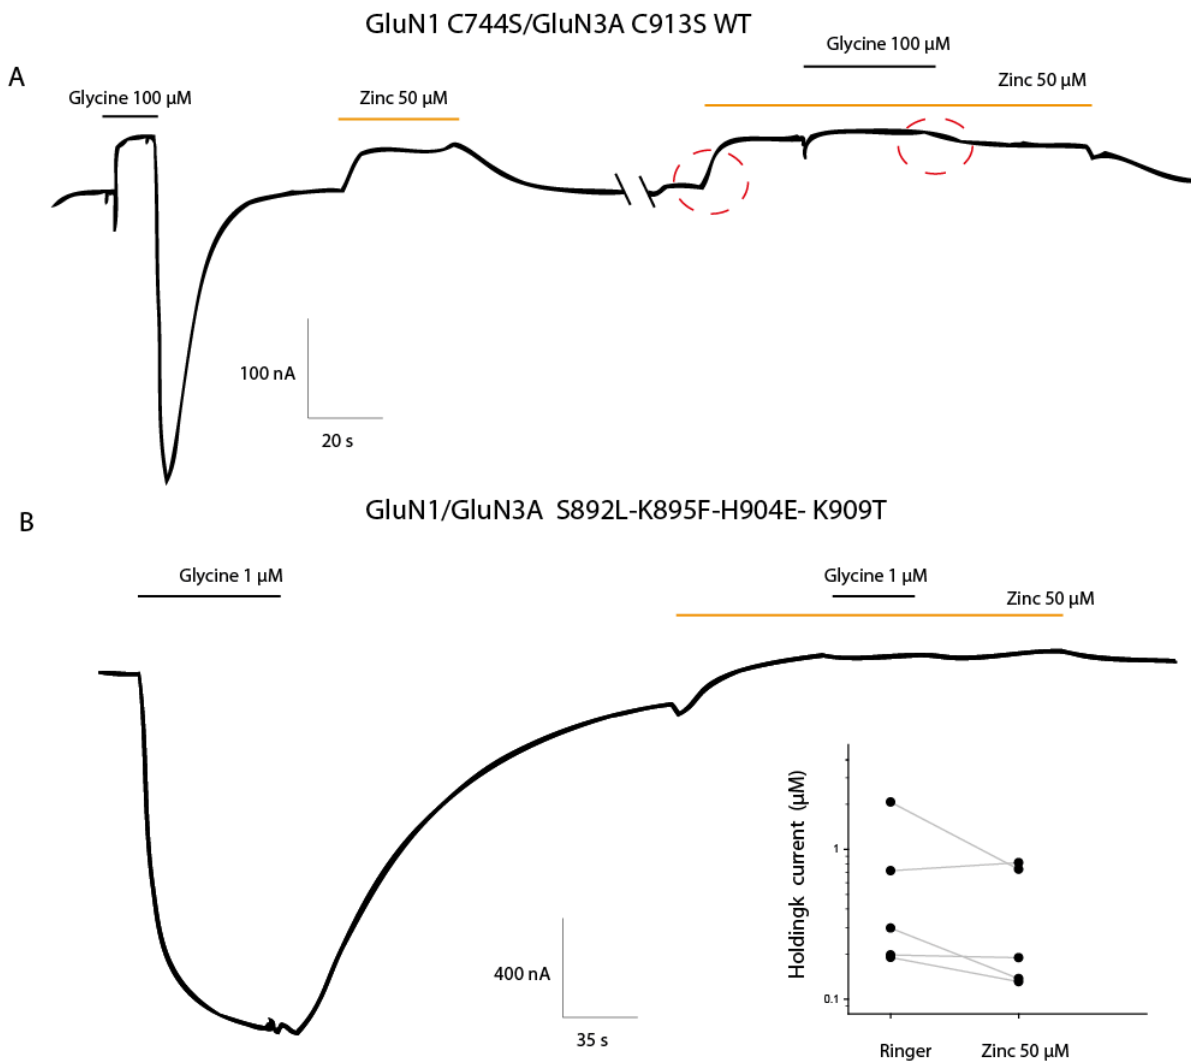 GluN1 C744S/GluN3A C913S WT
A
Glycine 100 µM
Zinc 50 µM
Glycine 100 µM
Zinc 50 µM
100 nA
20 s
B
GluN1/GluN3A S892L-K895F-H904E- K909T
Glycine 1 µM
Glycine 1 µM
Zinc 50 µM
400 nA
35 s
Holdingk current (µM)
1
0.1
Ringer
Zinc 50 µM